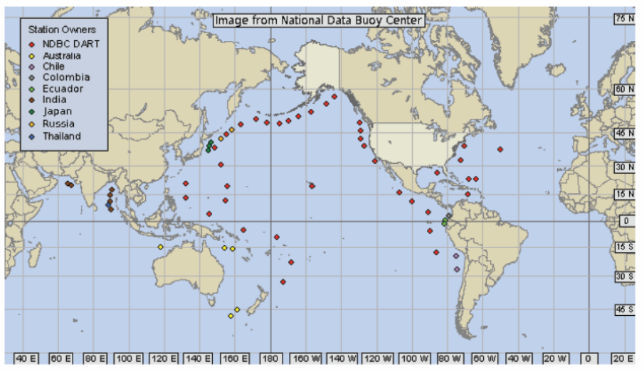 Image from National Data Buoy Center
75 N
Station Owners
NDBC DART
Australia
Chile
Colombia
Ecuador
India
Japan
Russia
Thailand
60 N
45 N
30 N
15 N
0
15 S
30 S
45 S
40 E 60 E 80 E 100 E 120 E 140 E 160 E 180 W 160 W 140 W 120 W 100 W 80 W 60 W 40 W 20 W 0 20 E